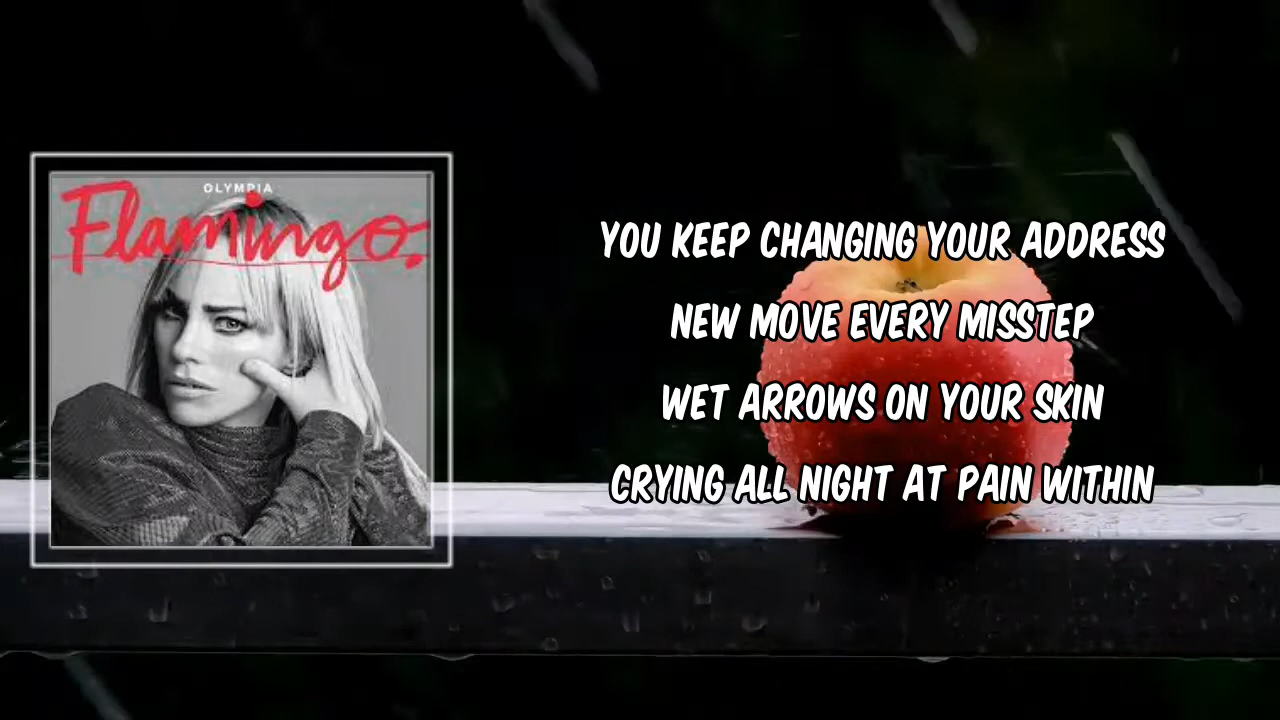 OLYMPIA
Flamingo.
YOU KEEP CHANGING YOUR ADDRESS
NEW MOVE EVERY MISSTEP
WET ARROWS ON YOUR SKIN
CRYING ALL NIGHT AT PAIN WITHIN